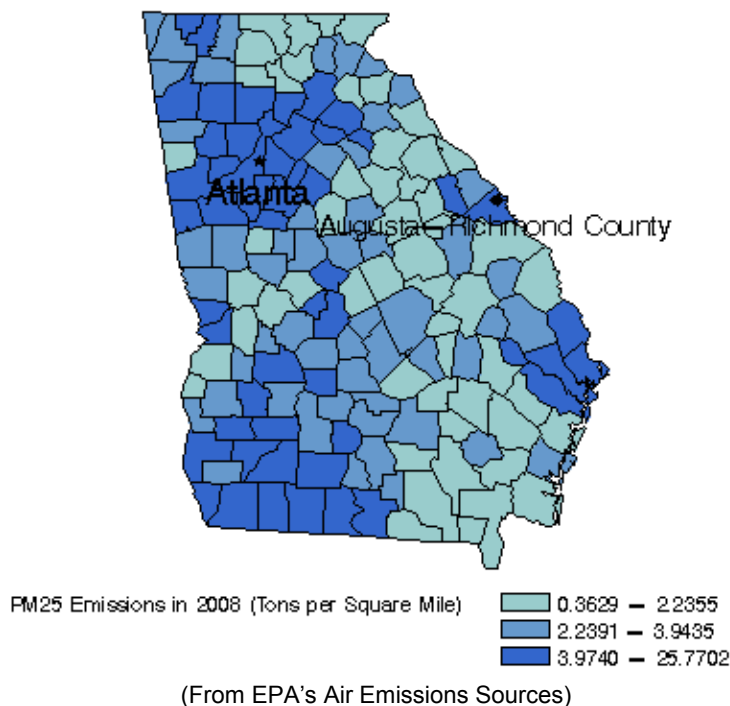 Atlanta
Augusta-Richmond County
PM25 Emissions in 2008 (Tons per Square Mile)
0.3629 – 2.2355
2.2391 – 3.9435
3.9740 – 25.7702
(From EPA's Air Emissions Sources)